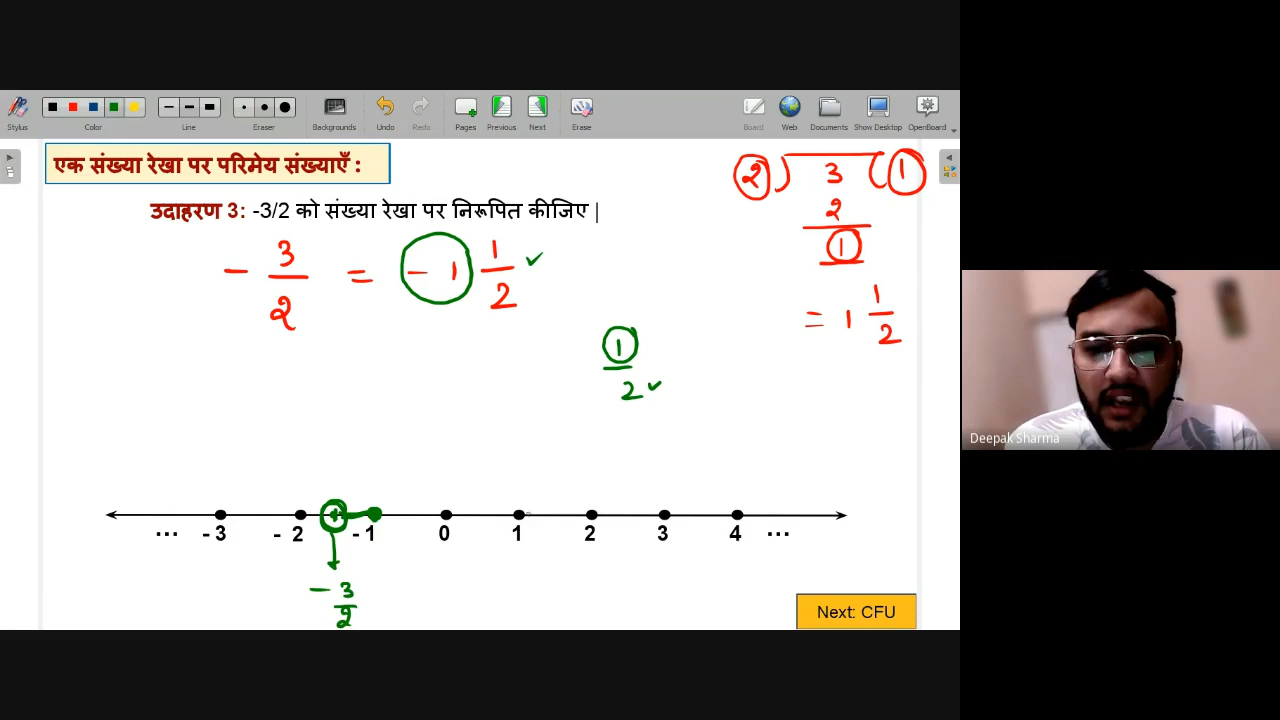 Stylus
Color
Line
Eraser
Backgrounds
Undo
Redo
Pages
Previous
Next
Erase
Board
Web
Documents
Show Desktop
OpenBoard
एक संख्या रेखा पर परिमेय संख्याएँ :
उदाहरण 3: -3/2 को संख्या रेखा पर निरूपित कीजिए |
2 ) 3 ( 1
2
1
= 1 1/2
- 3/2 = - 1 1/2 ✓
1
2 ✓
... - 3 - 2 - 1 0 1 2 3 4 ...
- 3/2
Next: CFU
Deepak Sharma